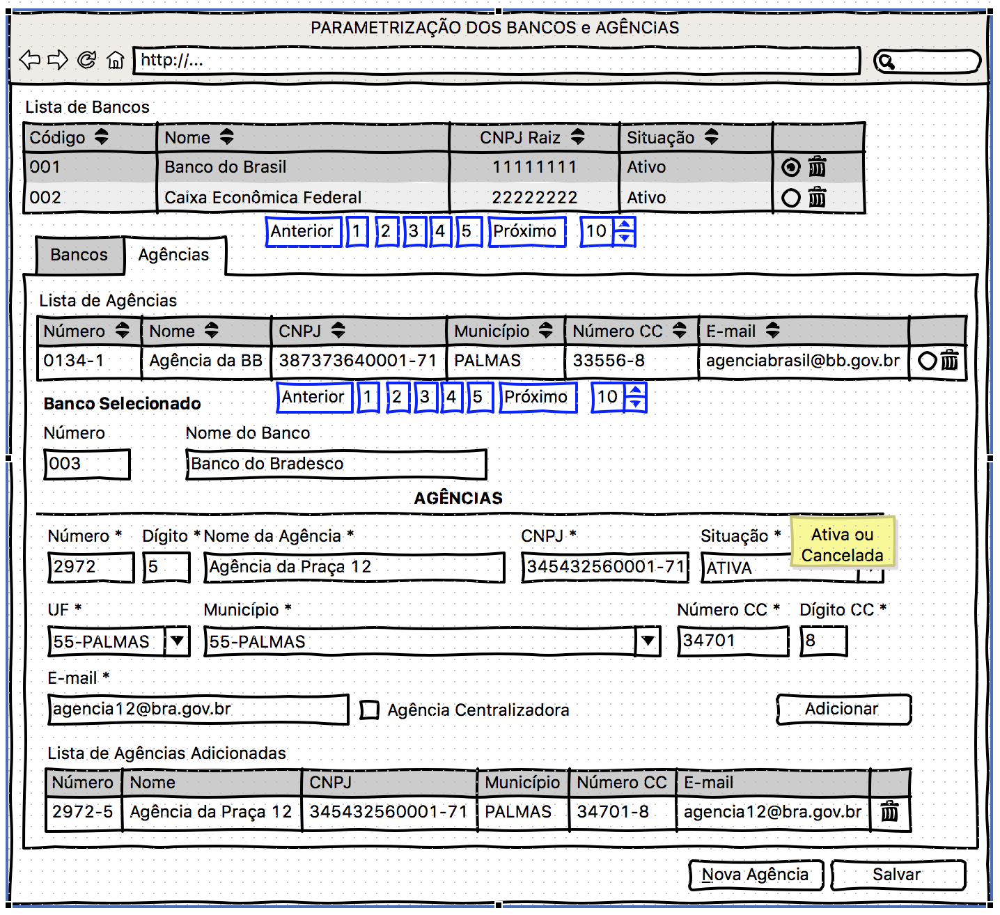 PARAMETRIZAÇÃO DOS BANCOS e AGÊNCIAS
http://...
Lista de Bancos
Código Nome CNPJ Raiz Situação
001 Banco do Brasil 11111111 Ativo
002 Caixa Econômica Federal 22222222 Ativo
Anterior 1 2 3 4 5 Próximo 10
Bancos Agências
Lista de Agências
Número Nome CNPJ Município Número CC E-mail
0134-1 Agência da BB 387373640001-71 PALMAS 33556-8 agenciabrasil@bb.gov.br
Anterior 1 2 3 4 5 Próximo 10
Banco Selecionado
Número Nome do Banco
003 Banco do Bradesco
AGÊNCIAS
Número * Dígito * Nome da Agência * CNPJ * Situação *
Ativa ou
Cancelada
2972 5 Agência da Praça 12 345432560001-71 ATIVA
UF * Município * Número CC * Dígito CC *
55-PALMAS 55-PALMAS 34701 8
E-mail *
agencia12@bra.gov.br Agência Centralizadora Adicionar
Lista de Agências Adicionadas
Número Nome CNPJ Município Número CC E-mail
2972-5 Agência da Praça 12 345432560001-71 PALMAS 34701-8 agencia12@bra.gov.br
Nova Agência Salvar